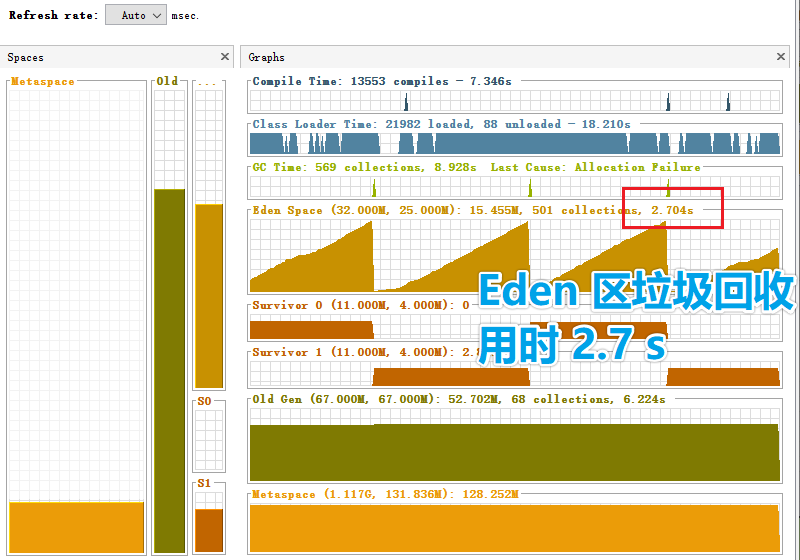 Refresh rate: Auto msec.
Spaces
Graphs
Metaspace
Old
...
S0
S1
Compile Time: 13553 compiles - 7.346s
Class Loader Time: 21982 loaded, 88 unloaded - 18.210s
GC Time: 569 collections, 8.928s Last Cause: Allocation Failure
Eden Space (32.000M, 25.000M): 15.455M, 501 collections, 2.704s
Eden 区垃圾回收
用时 2.7 s
Survivor 0 (11.000M, 4.000M): 0
Survivor 1 (11.000M, 4.000M): 2.
Old Gen (67.000M, 67.000M): 52.702M, 68 collections, 6.224s
Metaspace (1.117G, 131.836M): 128.252M